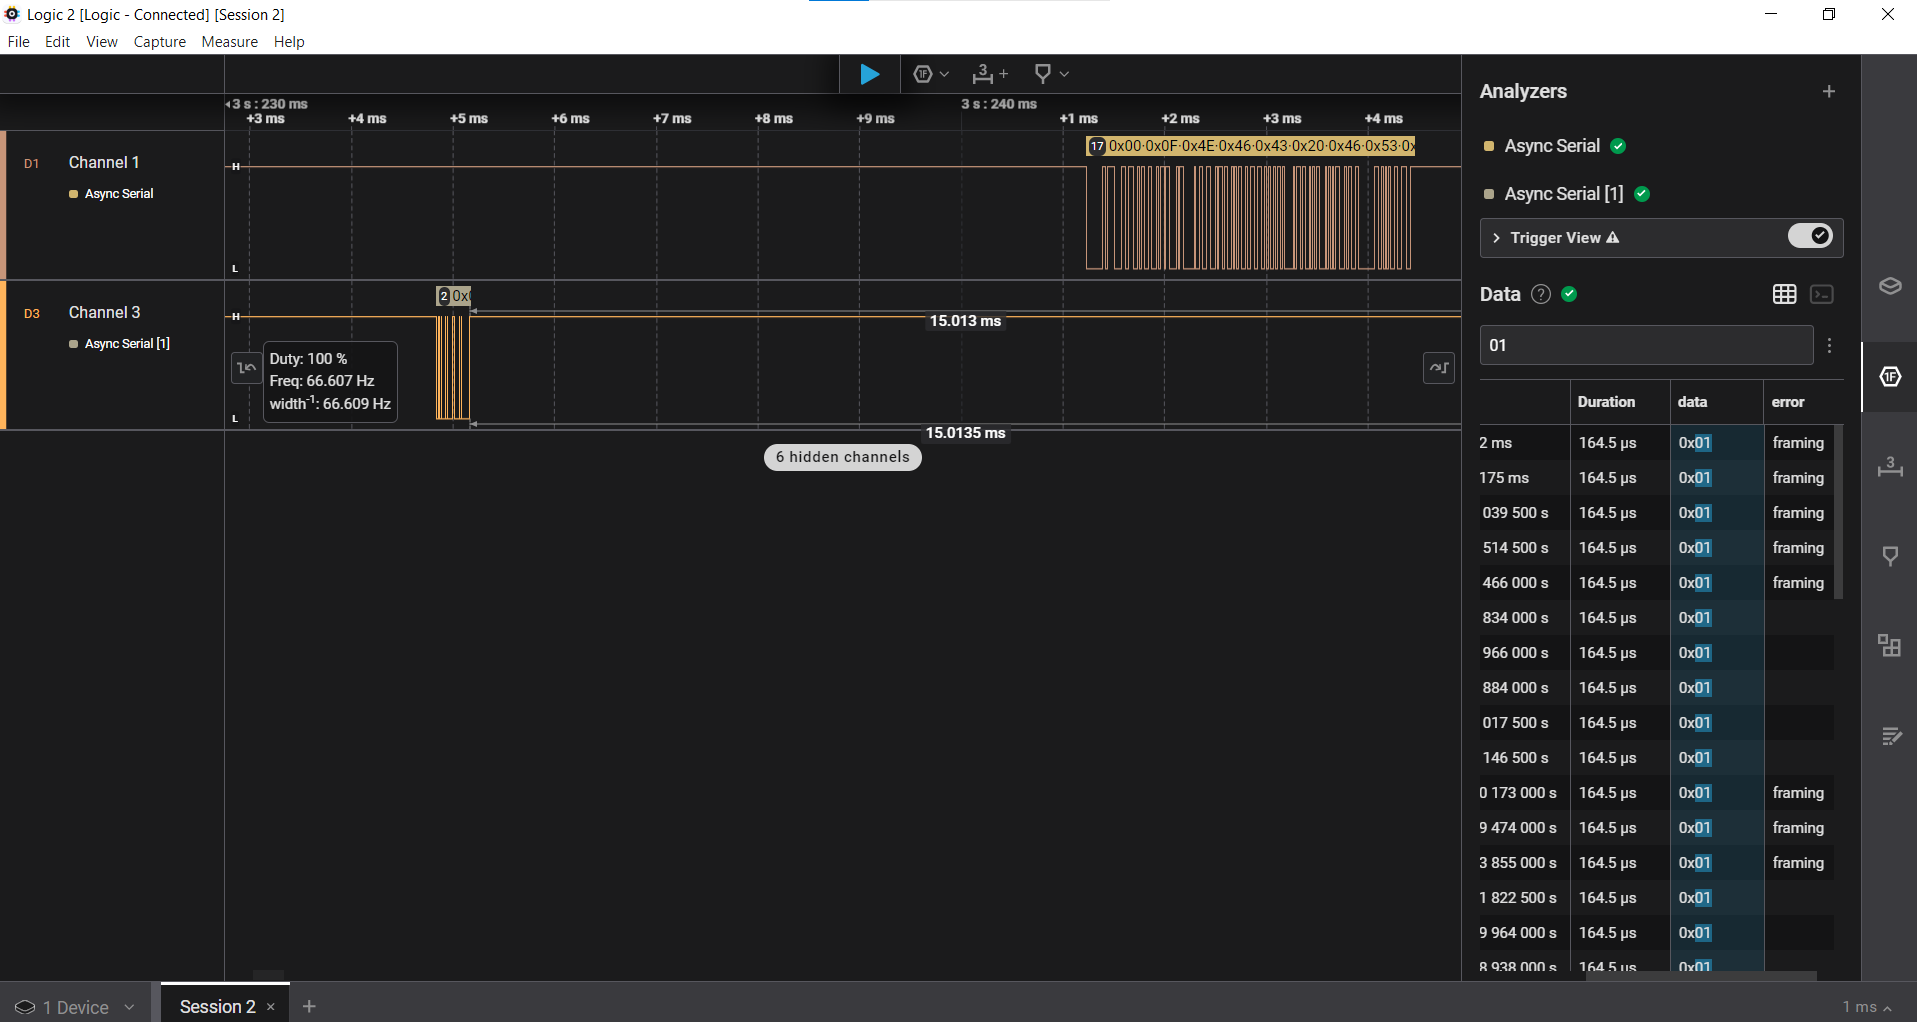 Logic 2 [Logic - Connected] [Session 2]
File Edit View Capture Measure Help
3 s : 230 ms
3 s : 240 ms
+3 ms +4 ms +5 ms +6 ms +7 ms +8 ms +9 ms +1 ms +2 ms +3 ms +4 ms
D1 Channel 1
Async Serial
H
L
17 0x00·0x0F·0x4E·0x46·0x43·0x20·0x46·0x53·0x
D3 Channel 3
Async Serial [1]
H
L
2 0x
15.013 ms
Duty: 100 %
Freq: 66.607 Hz
width-1: 66.609 Hz
15.0135 ms
6 hidden channels
1F
3 +
Analyzers +
Async Serial
Async Serial [1]
Trigger View
Data ?
01
Duration data error
2 ms 164.5 μs 0x01 framing
175 ms 164.5 μs 0x01 framing
039 500 s 164.5 μs 0x01 framing
514 500 s 164.5 μs 0x01 framing
466 000 s 164.5 μs 0x01 framing
834 000 s 164.5 μs 0x01
966 000 s 164.5 μs 0x01
884 000 s 164.5 μs 0x01
017 500 s 164.5 μs 0x01
146 500 s 164.5 μs 0x01
0 173 000 s 164.5 μs 0x01 framing
9 474 000 s 164.5 μs 0x01 framing
3 855 000 s 164.5 μs 0x01 framing
1 822 500 s 164.5 μs 0x01
9 964 000 s 164.5 μs 0x01
8 938 000 s 164.5 μs 0x01
1F
3
1 Device
Session 2 × +
1 ms